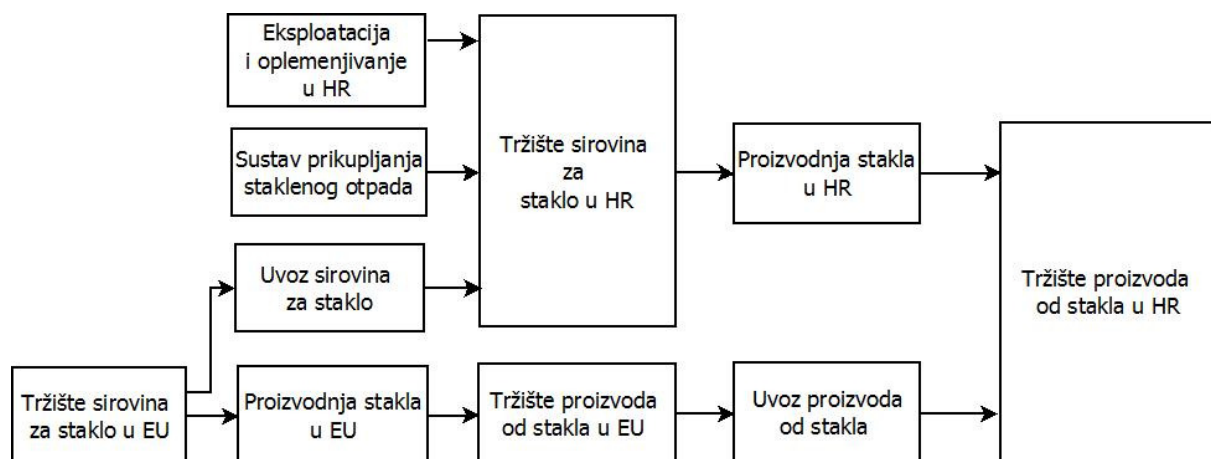 Eksploatacija
i oplemenjivanje
u HR
Sustav prikupljanja
staklenog otpada
Uvoz sirovina
za staklo
Tržište sirovina
za
staklo u HR
Proizvodnja stakla
u HR
Tržište proizvoda
od stakla u HR
Tržište sirovina
za staklo u EU
Proizvodnja stakla
u EU
Tržište proizvoda
od stakla u EU
Uvoz proizvoda
od stakla